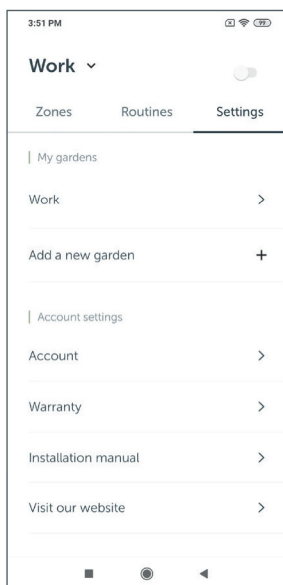 3:51 PM
99
Work
Zones Routines Settings
My gardens
Work
Add a new garden
Account settings
Account
Warranty
Installation manual
Visit our website